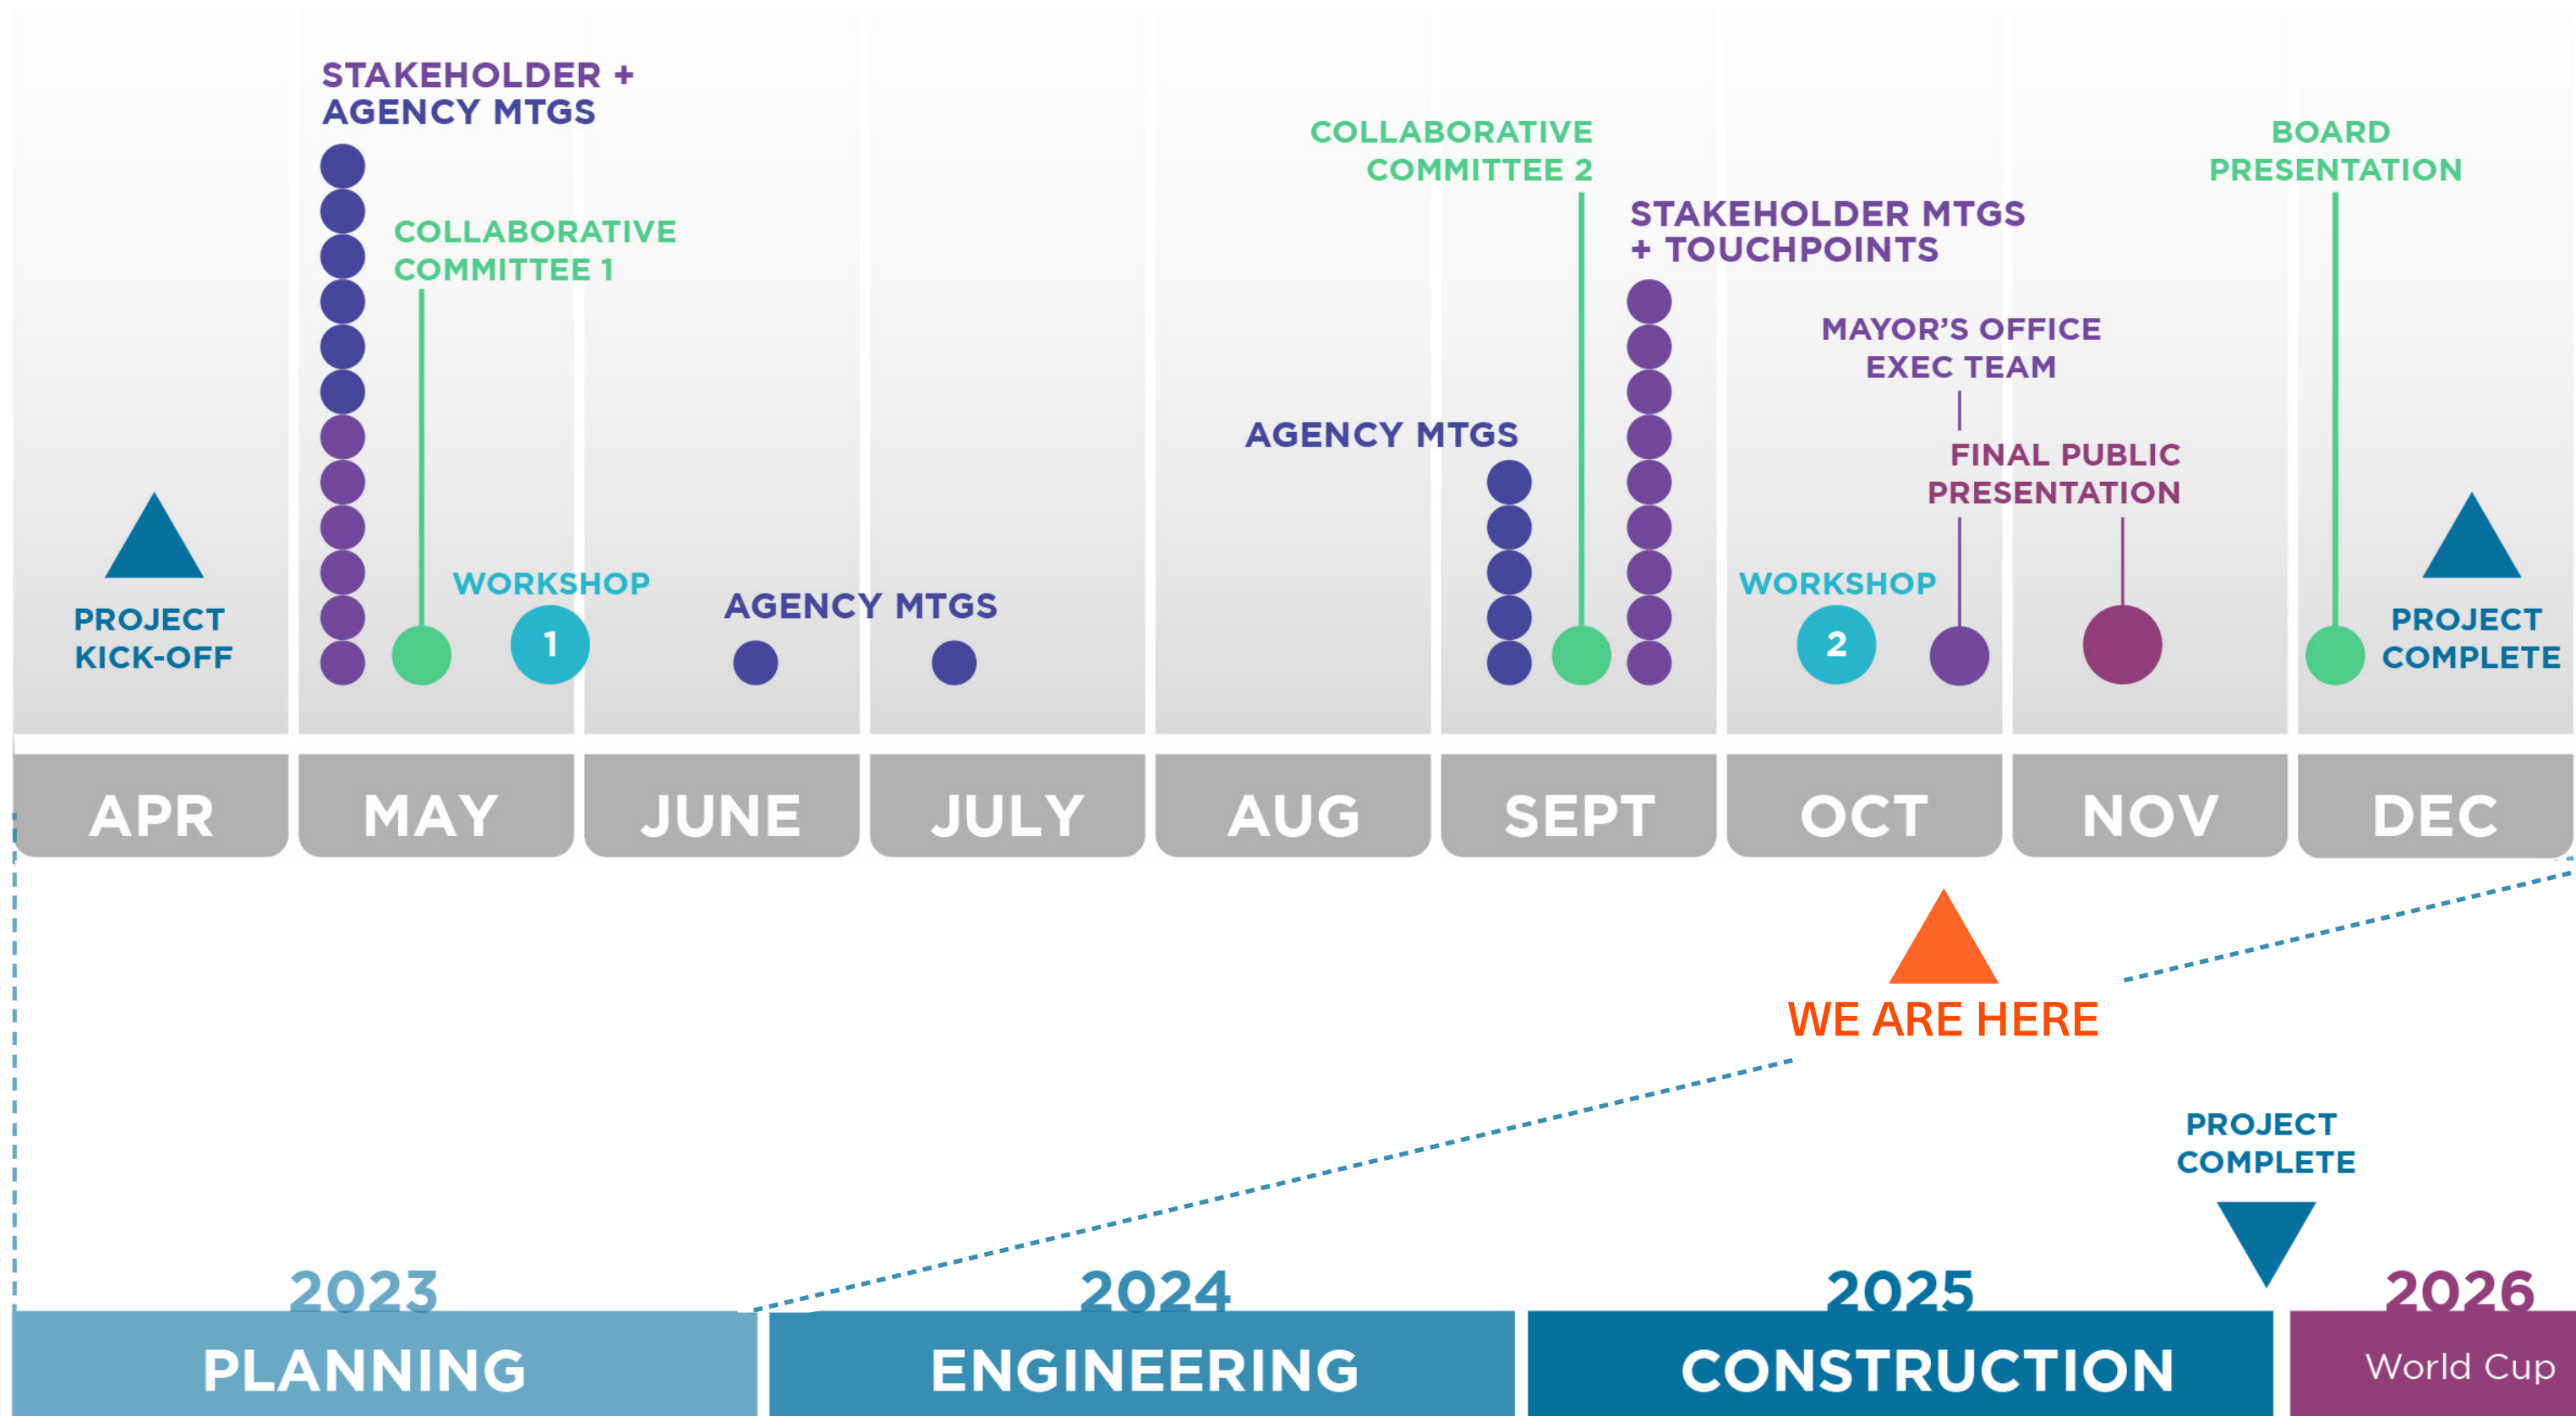 STAKEHOLDER +
AGENCY MTGS
COLLABORATIVE
COMMITTEE 1
COLLABORATIVE
COMMITTEE 2
BOARD
PRESENTATION
STAKEHOLDER MTGS
+ TOUCHPOINTS
MAYOR’S OFFICE
EXEC TEAM
AGENCY MTGS
FINAL PUBLIC
PRESENTATION
PROJECT
KICK-OFF
WORKSHOP
1
AGENCY MTGS
WORKSHOP
2
PROJECT
COMPLETE
APR
MAY
JUNE
JULY
AUG
SEPT
OCT
NOV
DEC
WE ARE HERE
PROJECT
COMPLETE
2023
2024
2025
2026
PLANNING
ENGINEERING
CONSTRUCTION
World Cup